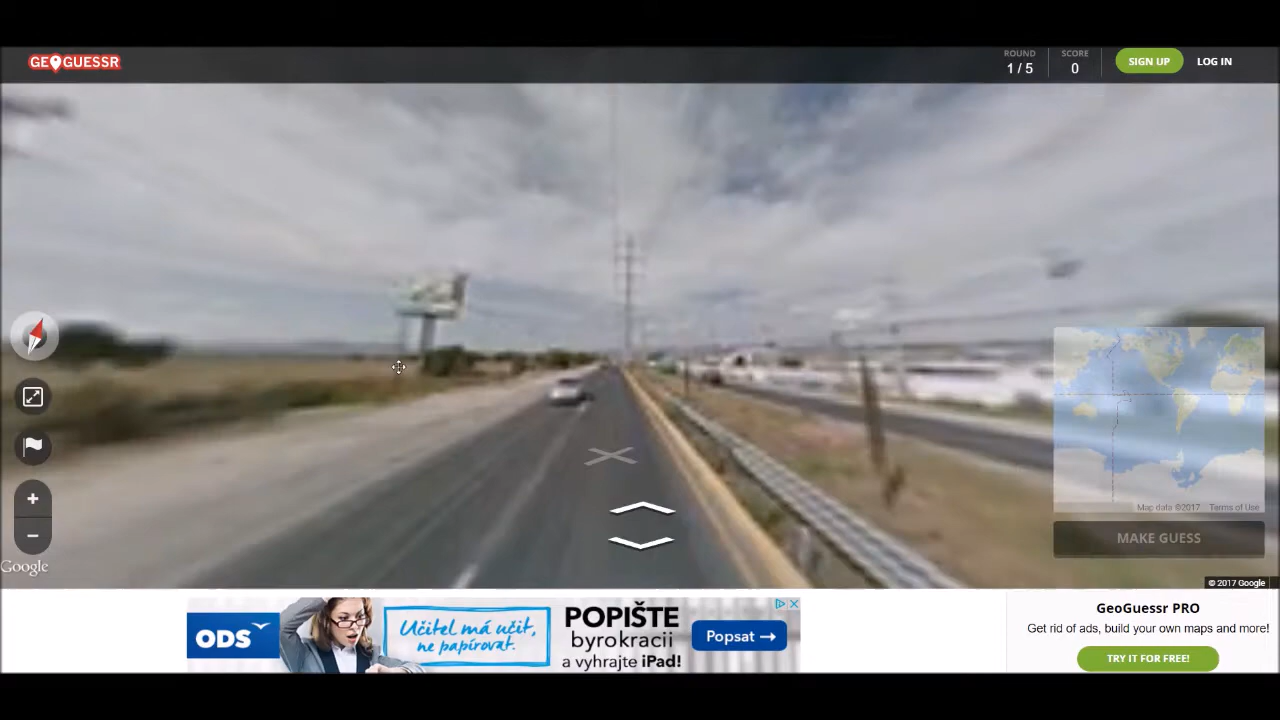 GEOGUESSR
ROUND
1 / 5
SCORE
0
SIGN UP
LOG IN
+
−
Google
Map data ©2017 Terms of Use
MAKE GUESS
© 2017 Google
ODS
Učitel má učit,
ne papírovat.
POPIŠTE
byrokracii
a vyhrajte iPad!
Popsat →
GeoGuessr PRO
Get rid of ads, build your own maps and more!
TRY IT FOR FREE!